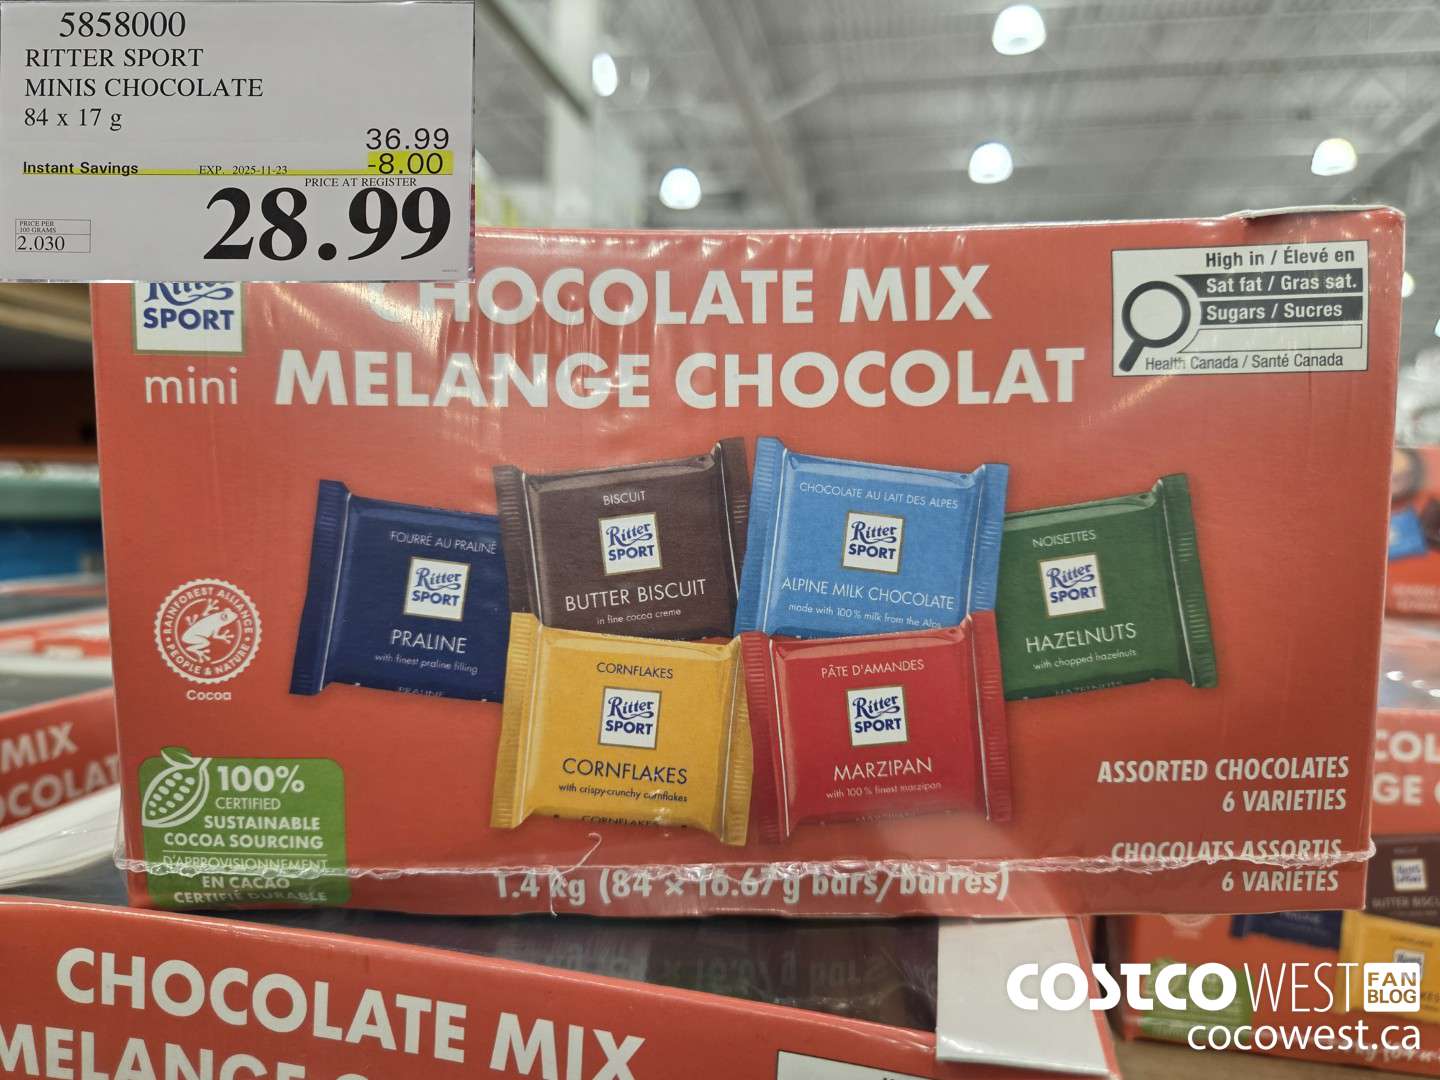 5858000
RITTER SPORT
MINIS CHOCOLATE
84 x 17 g
36.99
Instant Savings EXP. 2025-11-23 -8.00
PRICE AT REGISTER
28.99
PRICE PER
100 GRAMS
2.030
Ritter
SPORT
mini
CHOCOLATE MIX
MELANGE CHOCOLAT
High in / Élevé en
Sat fat / Gras sat.
Sugars / Sucres
Health Canada / Santé Canada
FOURRÉ AU PRALINÉ
Ritter
SPORT
PRALINE
with finest praline filling
PRALINE
BISCUIT
Ritter
SPORT
BUTTER BISCUIT
in fine cocoa creme
CHOCOLATE AU LAIT DES ALPES
Ritter
SPORT
ALPINE MILK CHOCOLATE
made with 100% milk from the Alps
NOISETTES
Ritter
SPORT
HAZELNUTS
with chopped hazelnuts
HAZELNUTS
CORNFLAKES
Ritter
SPORT
CORNFLAKES
with crispy-crunchy cornflakes
CORNFLAKES
PÂTE D'AMANDES
Ritter
SPORT
MARZIPAN
with 100% finest marzipan
MARZIPAN
RAINFOREST ALLIANCE
PEOPLE & NATURE
Cocoa
100%
CERTIFIED
SUSTAINABLE
COCOA SOURCING
D'APPROVISIONNEMENT
EN CACAO
CERTIFIÉ DURABLE
ASSORTED CHOCOLATES
6 VARIETIES
CHOCOLATS ASSORTIS
6 VARIÉTÉS
1.4 kg (84 × 16.67 g bars/barres)
MIX
COLAT
COL
GE C
BUTTER BISC
CHOCOLATE MIX
MELANGE
COSTCO WEST FAN BLOG
cocowest.ca